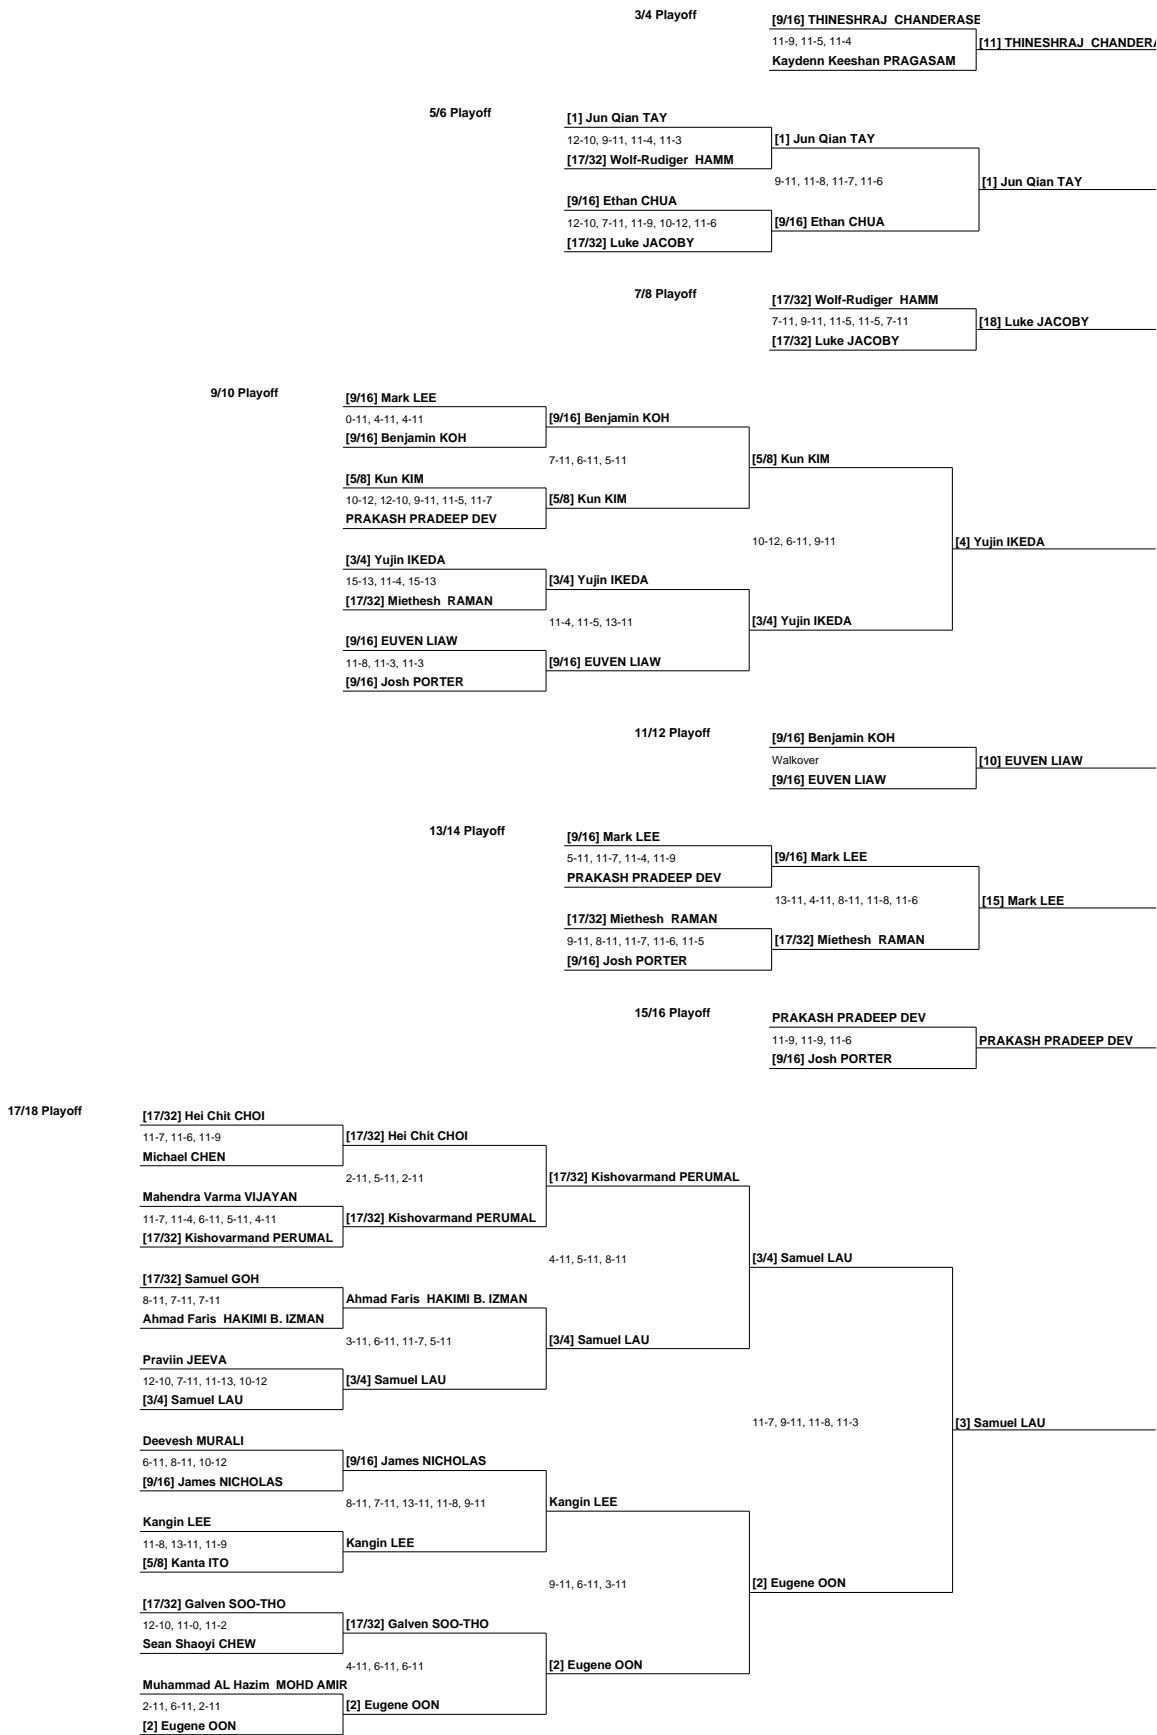 3/4 Playoff
[9/16] THINESHRAJ CHANDERASE
11-9, 11-5, 11-4
[11] THINESHRAJ CHANDERA
Kaydenn Keeshan PRAGASAM
5/6 Playoff
[1] Jun Qian TAY
12-10, 9-11, 11-4, 11-3
[1] Jun Qian TAY
[17/32] Wolf-Rudiger HAMM
9-11, 11-8, 11-7, 11-6
[1] Jun Qian TAY
[9/16] Ethan CHUA
12-10, 7-11, 11-9, 10-12, 11-6
[9/16] Ethan CHUA
[17/32] Luke JACOBY
7/8 Playoff
[17/32] Wolf-Rudiger HAMM
7-11, 9-11, 11-5, 11-5, 7-11
[18] Luke JACOBY
[17/32] Luke JACOBY
9/10 Playoff
[9/16] Mark LEE
0-11, 4-11, 4-11
[9/16] Benjamin KOH
[9/16] Benjamin KOH
7-11, 6-11, 5-11
[5/8] Kun KIM
[5/8] Kun KIM
10-12, 12-10, 9-11, 11-5, 11-7
[5/8] Kun KIM
PRAKASH PRADEEP DEV
10-12, 6-11, 9-11
[4] Yujin IKEDA
[3/4] Yujin IKEDA
15-13, 11-4, 15-13
[3/4] Yujin IKEDA
[17/32] Miethesh RAMAN
11-4, 11-5, 13-11
[3/4] Yujin IKEDA
[9/16] EUVEN LIAW
11-8, 11-3, 11-3
[9/16] EUVEN LIAW
[9/16] Josh PORTER
11/12 Playoff
[9/16] Benjamin KOH
Walkover
[10] EUVEN LIAW
[9/16] EUVEN LIAW
13/14 Playoff
[9/16] Mark LEE
5-11, 11-7, 11-4, 11-9
[9/16] Mark LEE
PRAKASH PRADEEP DEV
13-11, 4-11, 8-11, 11-8, 11-6
[15] Mark LEE
[17/32] Miethesh RAMAN
9-11, 8-11, 11-7, 11-6, 11-5
[17/32] Miethesh RAMAN
[9/16] Josh PORTER
15/16 Playoff
PRAKASH PRADEEP DEV
11-9, 11-9, 11-6
PRAKASH PRADEEP DEV
[9/16] Josh PORTER
17/18 Playoff
[17/32] Hei Chit CHOI
11-7, 11-6, 11-9
[17/32] Hei Chit CHOI
Michael CHEN
2-11, 5-11, 2-11
[17/32] Kishovarmand PERUMAL
Mahendra Varma VIJAYAN
11-7, 11-4, 6-11, 5-11, 4-11
[17/32] Kishovarmand PERUMAL
[17/32] Kishovarmand PERUMAL
4-11, 5-11, 8-11
[3/4] Samuel LAU
[17/32] Samuel GOH
8-11, 7-11, 7-11
Ahmad Faris HAKIMI B. IZMAN
Ahmad Faris HAKIMI B. IZMAN
3-11, 6-11, 11-7, 5-11
[3/4] Samuel LAU
Praviin JEEVA
12-10, 7-11, 11-13, 10-12
[3/4] Samuel LAU
[3/4] Samuel LAU
11-7, 9-11, 11-8, 11-3
[3] Samuel LAU
Deevesh MURALI
6-11, 8-11, 10-12
[9/16] James NICHOLAS
[9/16] James NICHOLAS
8-11, 7-11, 13-11, 11-8, 9-11
Kangin LEE
Kangin LEE
11-8, 13-11, 11-9
Kangin LEE
[5/8] Kanta ITO
9-11, 6-11, 3-11
[2] Eugene OON
[17/32] Galven SOO-THO
12-10, 11-0, 11-2
[17/32] Galven SOO-THO
Sean Shaoyi CHEW
4-11, 6-11, 6-11
[2] Eugene OON
Muhammad AL Hazim MOHD AMIR
2-11, 6-11, 2-11
[2] Eugene OON
[2] Eugene OON